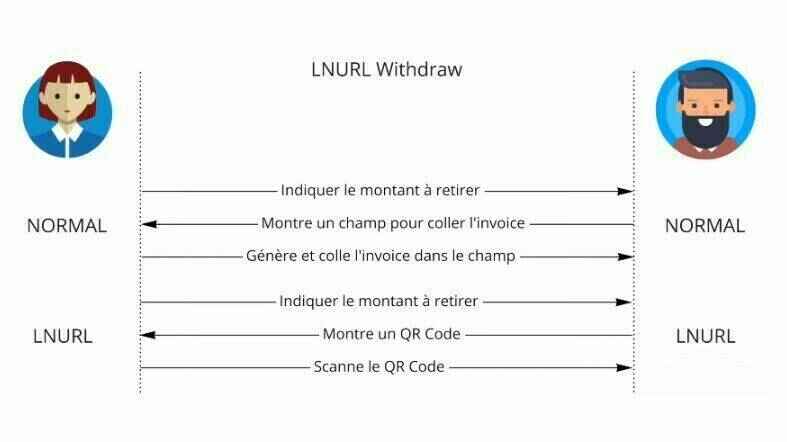 LNURL Withdraw
Indiquer le montant à retirer
NORMAL
Montre un champ pour coller l'invoice
NORMAL
Génère et colle l'invoice dans le champ
Indiquer le montant à retirer
LNURL
Montre un QR Code
LNURL
Scanne le QR Code